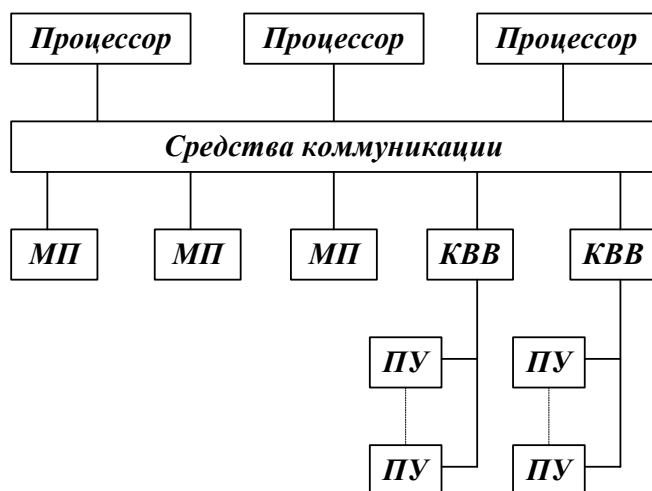 Процессор Процессор Процессор
Средства коммуникации
МП МП МП КВВ КВВ
ПУ ПУ
ПУ ПУ